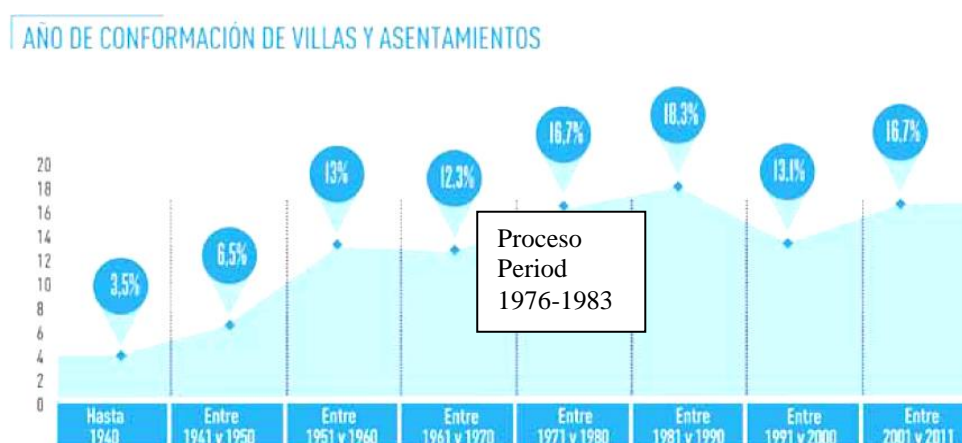 AÑO DE CONFORMACIÓN DE VILLAS Y ASENTAMIENTOS
3,5%
6,5%
13%
12,3%
16,7%
18,3%
13,1%
16,7%
20
18
16
14
12
10
8
6
4
2
0
Proceso
Period
1976-1983
Hasta
1940
Entre
1941 y 1950
Entre
1951 y 1960
Entre
1961 y 1970
Entre
1971 y 1980
Entre
1981 y 1990
Entre
1991 y 2000
Entre
2001 y 2011